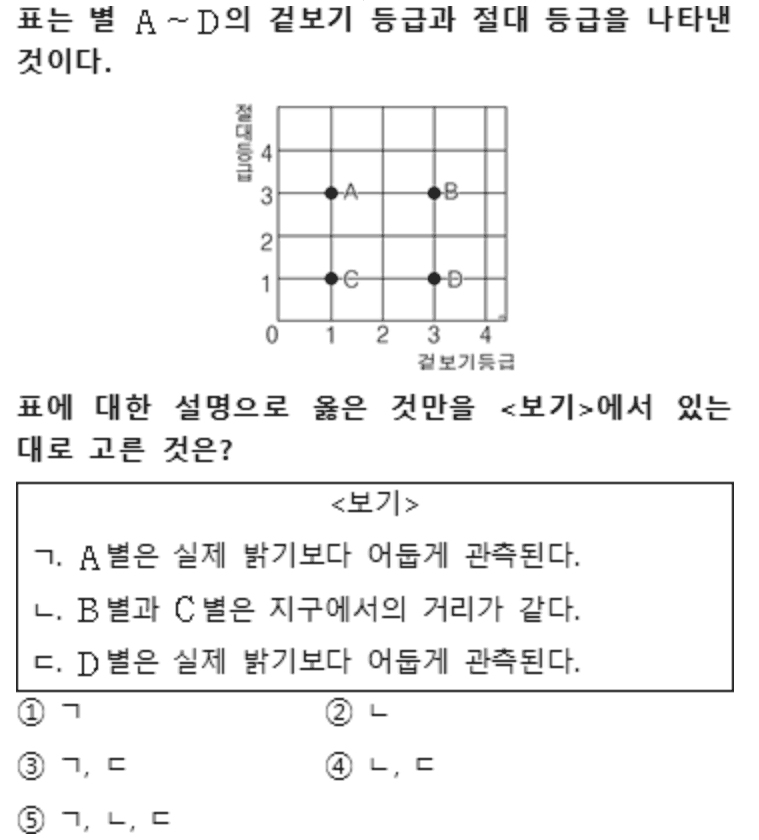 표는 별 A ~ D의 겉보기 등급과 절대 등급을 나타낸
것이다.
절대등급
4
3 A B
2
1 C D
0 1 2 3 4
겉보기등급
표에 대한 설명으로 옳은 것만을 <보기>에서 있는
대로 고른 것은?
<보기>
ㄱ. A별은 실제 밝기보다 어둡게 관측된다.
ㄴ. B별과 C별은 지구에서의 거리가 같다.
ㄷ. D별은 실제 밝기보다 어둡게 관측된다.
① ㄱ ② ㄴ
③ ㄱ, ㄷ ④ ㄴ, ㄷ
⑤ ㄱ, ㄴ, ㄷ